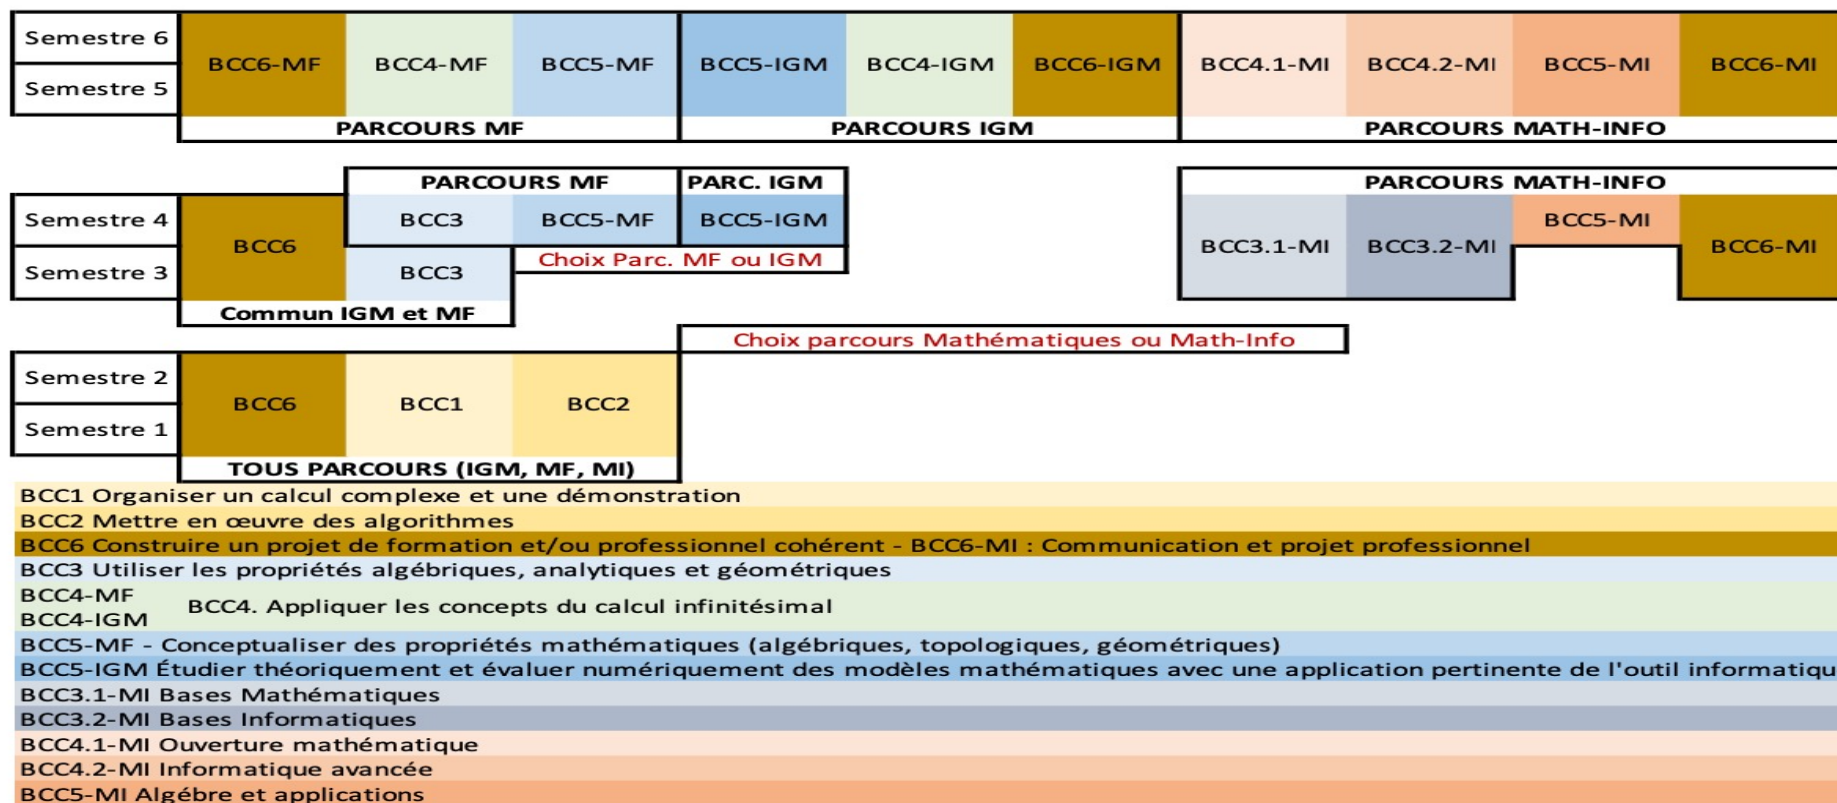 Semestre 6
BCC6-MF BCC4-MF BCC5-MF BCC5-IGM BCC4-IGM BCC6-IGM BCC4.1-MI BCC4.2-MI BCC5-MI BCC6-MI
Semestre 5
PARCOURS MF PARCOURS IGM PARCOURS MATH-INFO
PARCOURS MF PARC. IGM PARCOURS MATH-INFO
Semestre 4 BCC3 BCC5-MF BCC5-IGM BCC5-MI
BCC6 BCC3.1-MI BCC3.2-MI BCC6-MI
Semestre 3 BCC3 Choix Parc. MF ou IGM
Commun IGM et MF
Choix parcours Mathématiques ou Math-Info
Semestre 2
BCC6 BCC1 BCC2
Semestre 1
TOUS PARCOURS (IGM, MF, MI)
BCC1 Organiser un calcul complexe et une démonstration
BCC2 Mettre en œuvre des algorithmes
BCC6 Construire un projet de formation et/ou professionnel cohérent - BCC6-MI : Communication et projet professionnel
BCC3 Utiliser les propriétés algébriques, analytiques et géométriques
BCC4-MF
BCC4. Appliquer les concepts du calcul infinitésimal
BCC4-IGM
BCC5-MF - Conceptualiser des propriétés mathématiques (algébriques, topologiques, géométriques)
BCC5-IGM Étudier théoriquement et évaluer numériquement des modèles mathématiques avec une application pertinente de l'outil informatiqu
BCC3.1-MI Bases Mathématiques
BCC3.2-MI Bases Informatiques
BCC4.1-MI Ouverture mathématique
BCC4.2-MI Informatique avancée
BCC5-MI Algébre et applications